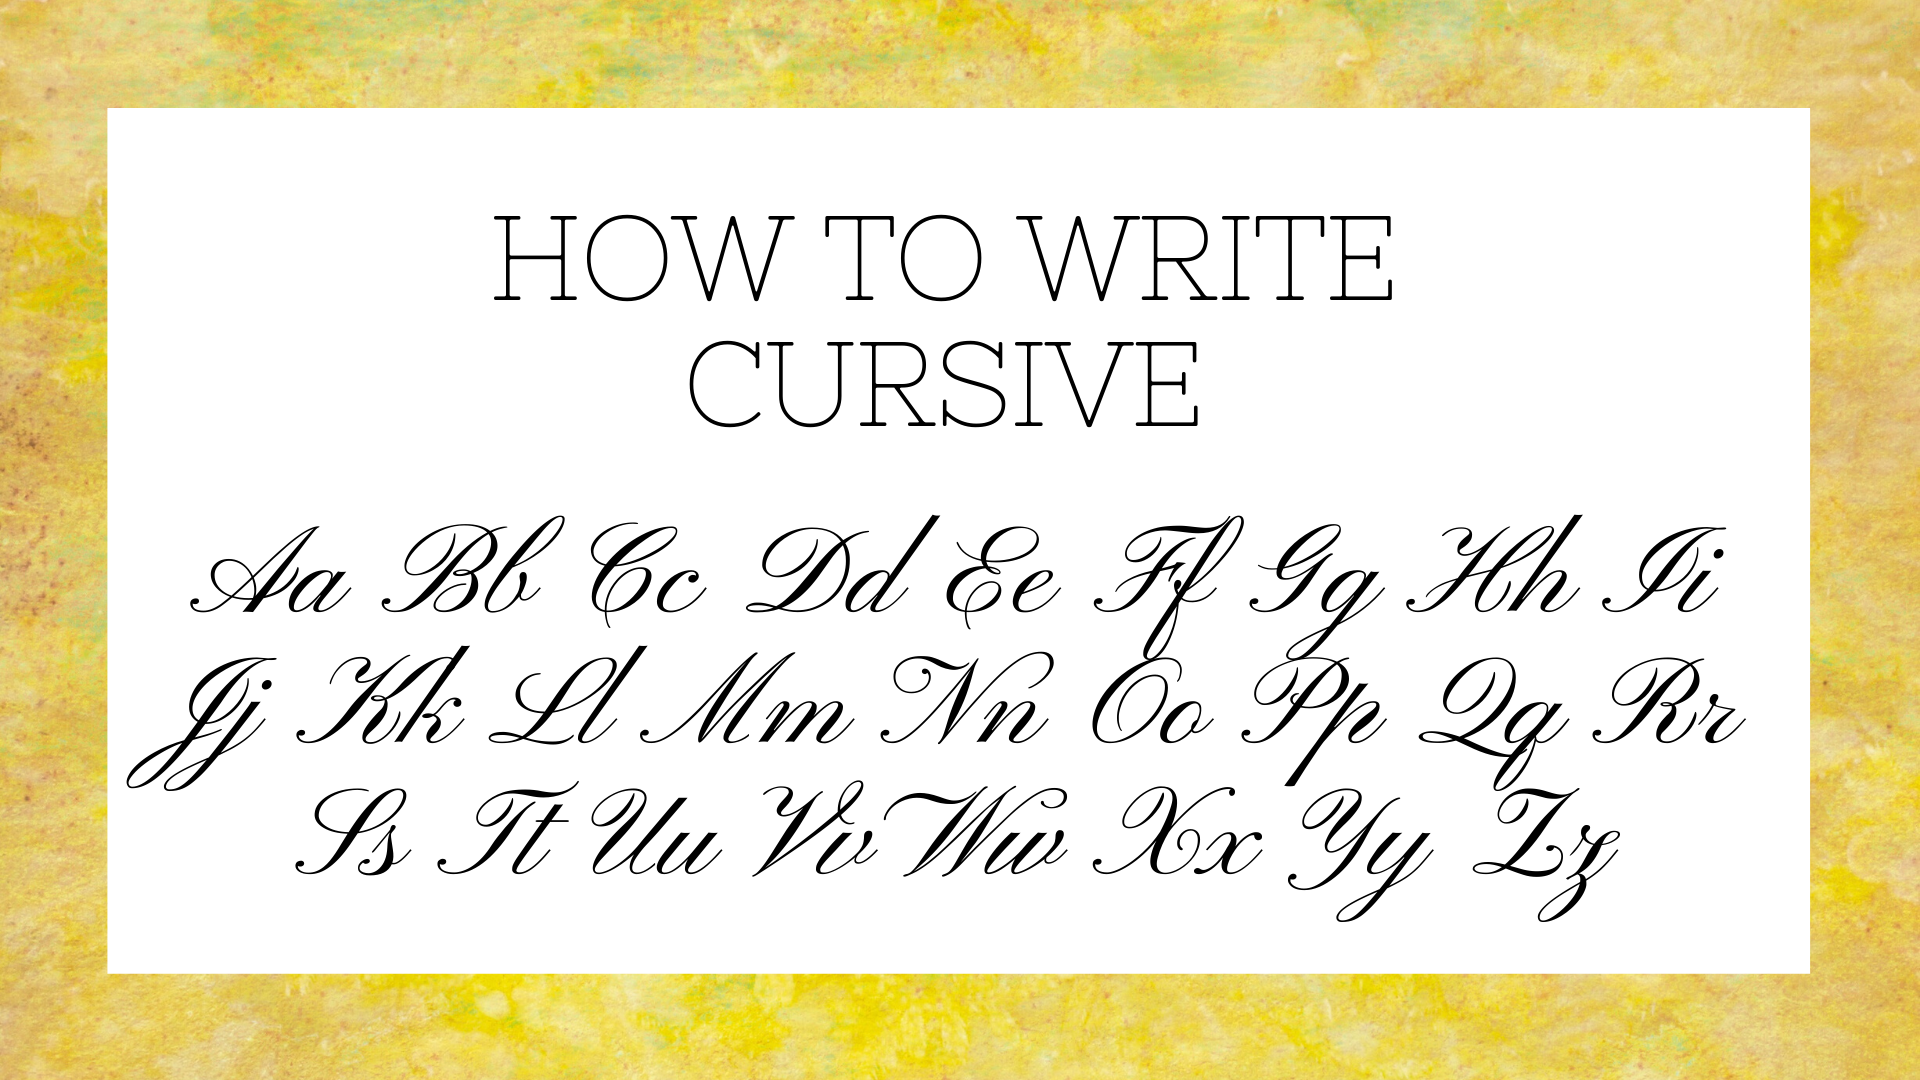 HOW TO WRITE
CURSIVE
Aa Bb Cc Dd Ee Ff Gg Hh Ii
Jj Kk Ll Mm Nn Oo Pp Qq Rr
Ss Tt Uu Vv Ww Xx Yy Zz